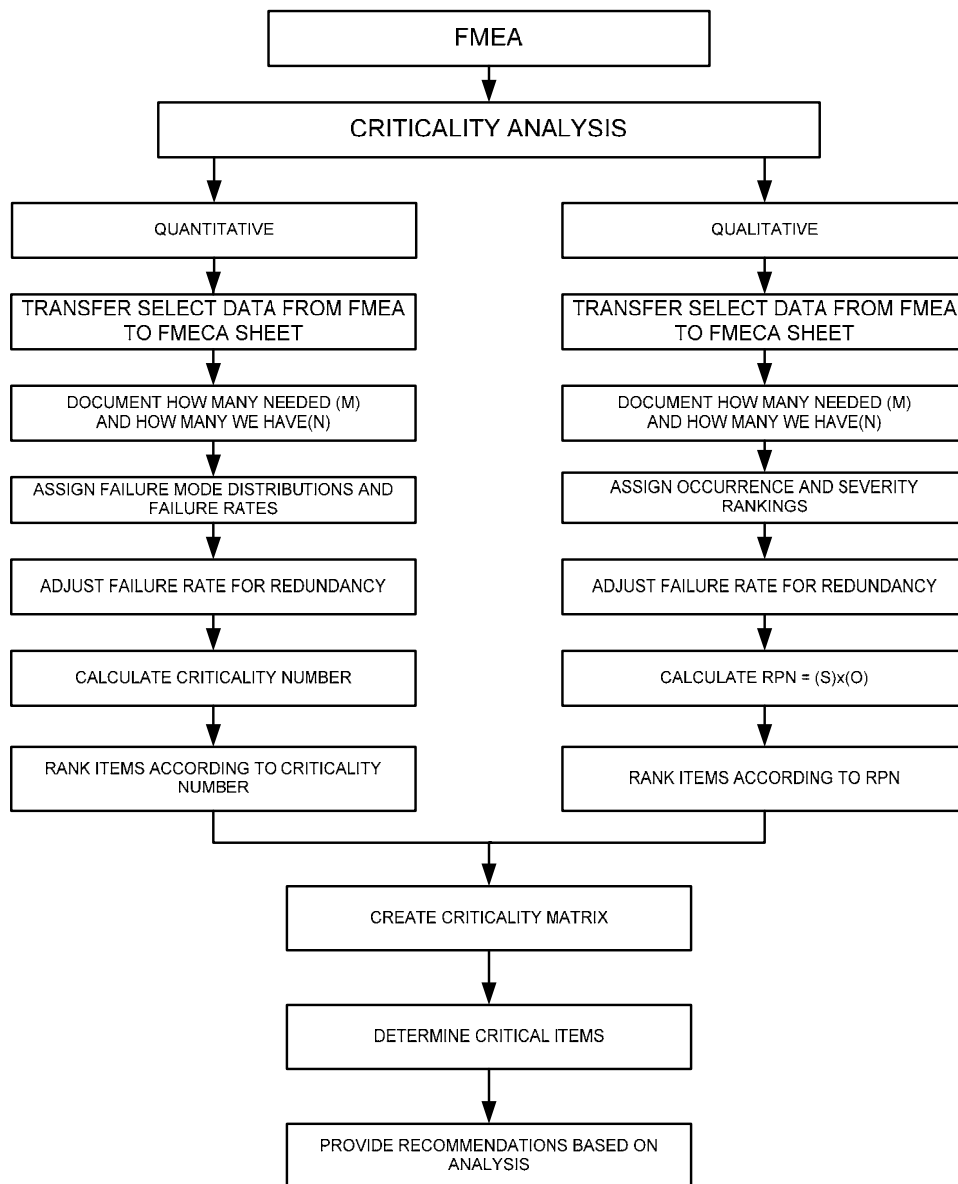 FMEA
CRITICALITY ANALYSIS
QUANTITATIVE
TRANSFER SELECT DATA FROM FMEA
TO FMECA SHEET
DOCUMENT HOW MANY NEEDED (M)
AND HOW MANY WE HAVE(N)
ASSIGN FAILURE MODE DISTRIBUTIONS AND
FAILURE RATES
ADJUST FAILURE RATE FOR REDUNDANCY
CALCULATE CRITICALITY NUMBER
RANK ITEMS ACCORDING TO CRITICALITY
NUMBER
QUALITATIVE
TRANSFER SELECT DATA FROM FMEA
TO FMECA SHEET
DOCUMENT HOW MANY NEEDED (M)
AND HOW MANY WE HAVE(N)
ASSIGN OCCURRENCE AND SEVERITY
RANKINGS
ADJUST FAILURE RATE FOR REDUNDANCY
CALCULATE RPN = (S)x(O)
RANK ITEMS ACCORDING TO RPN
CREATE CRITICALITY MATRIX
DETERMINE CRITICAL ITEMS
PROVIDE RECOMMENDATIONS BASED ON
ANALYSIS